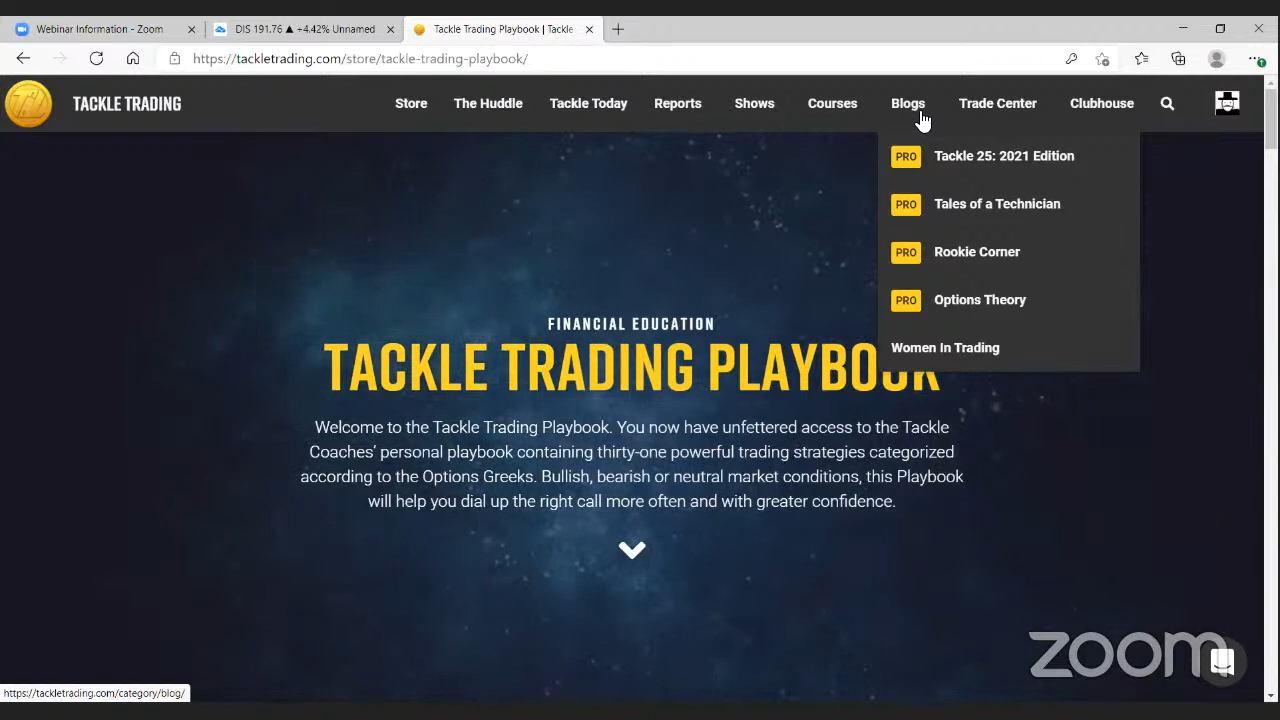 Webinar Information - Zoom
DIS 191.76 ▲ +4.42% Unnamed
Tackle Trading Playbook | Tackle
https://tackletrading.com/store/tackle-trading-playbook/
TACKLE TRADING
Store
The Huddle
Tackle Today
Reports
Shows
Courses
Blogs
Trade Center
Clubhouse
PRO Tackle 25: 2021 Edition
PRO Tales of a Technician
PRO Rookie Corner
PRO Options Theory
Women In Trading
FINANCIAL EDUCATION
TACKLE TRADING PLAYBOOK
Welcome to the Tackle Trading Playbook. You now have unfettered access to the Tackle
Coaches' personal playbook containing thirty-one powerful trading strategies categorized
according to the Options Greeks. Bullish, bearish or neutral market conditions, this Playbook
will help you dial up the right call more often and with greater confidence.
zoom
https://tackletrading.com/category/blog/